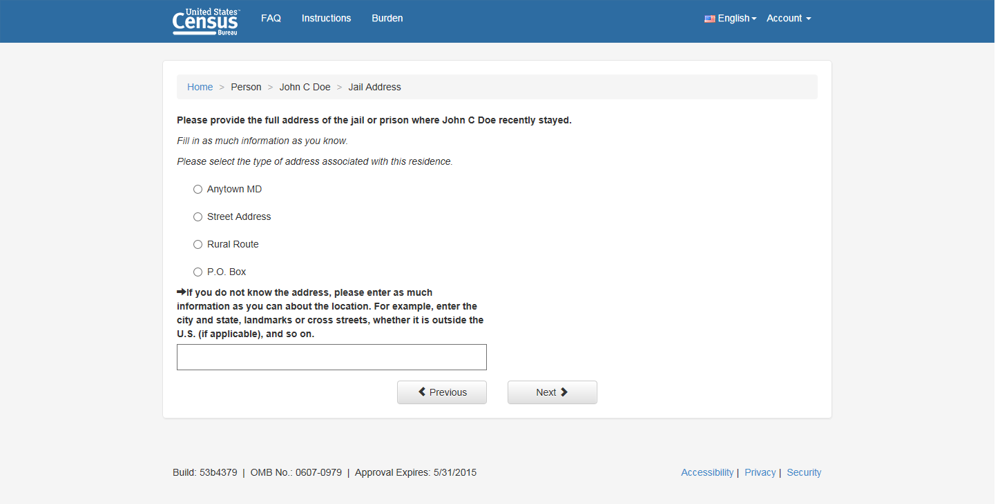 United States™
Census
Bureau
FAQ Instructions Burden English Account
Home > Person > John C Doe > Jail Address
Please provide the full address of the jail or prison where John C Doe recently stayed.
Fill in as much information as you know.
Please select the type of address associated with this residence.
Anytown MD
Street Address
Rural Route
P.O. Box
➡If you do not know the address, please enter as much
information as you can about the location. For example, enter the
city and state, landmarks or cross streets, whether it is outside the
U.S. (if applicable), and so on.
Previous Next
Build: 53b4379 | OMB No.: 0607-0979 | Approval Expires: 5/31/2015 Accessibility | Privacy | Security